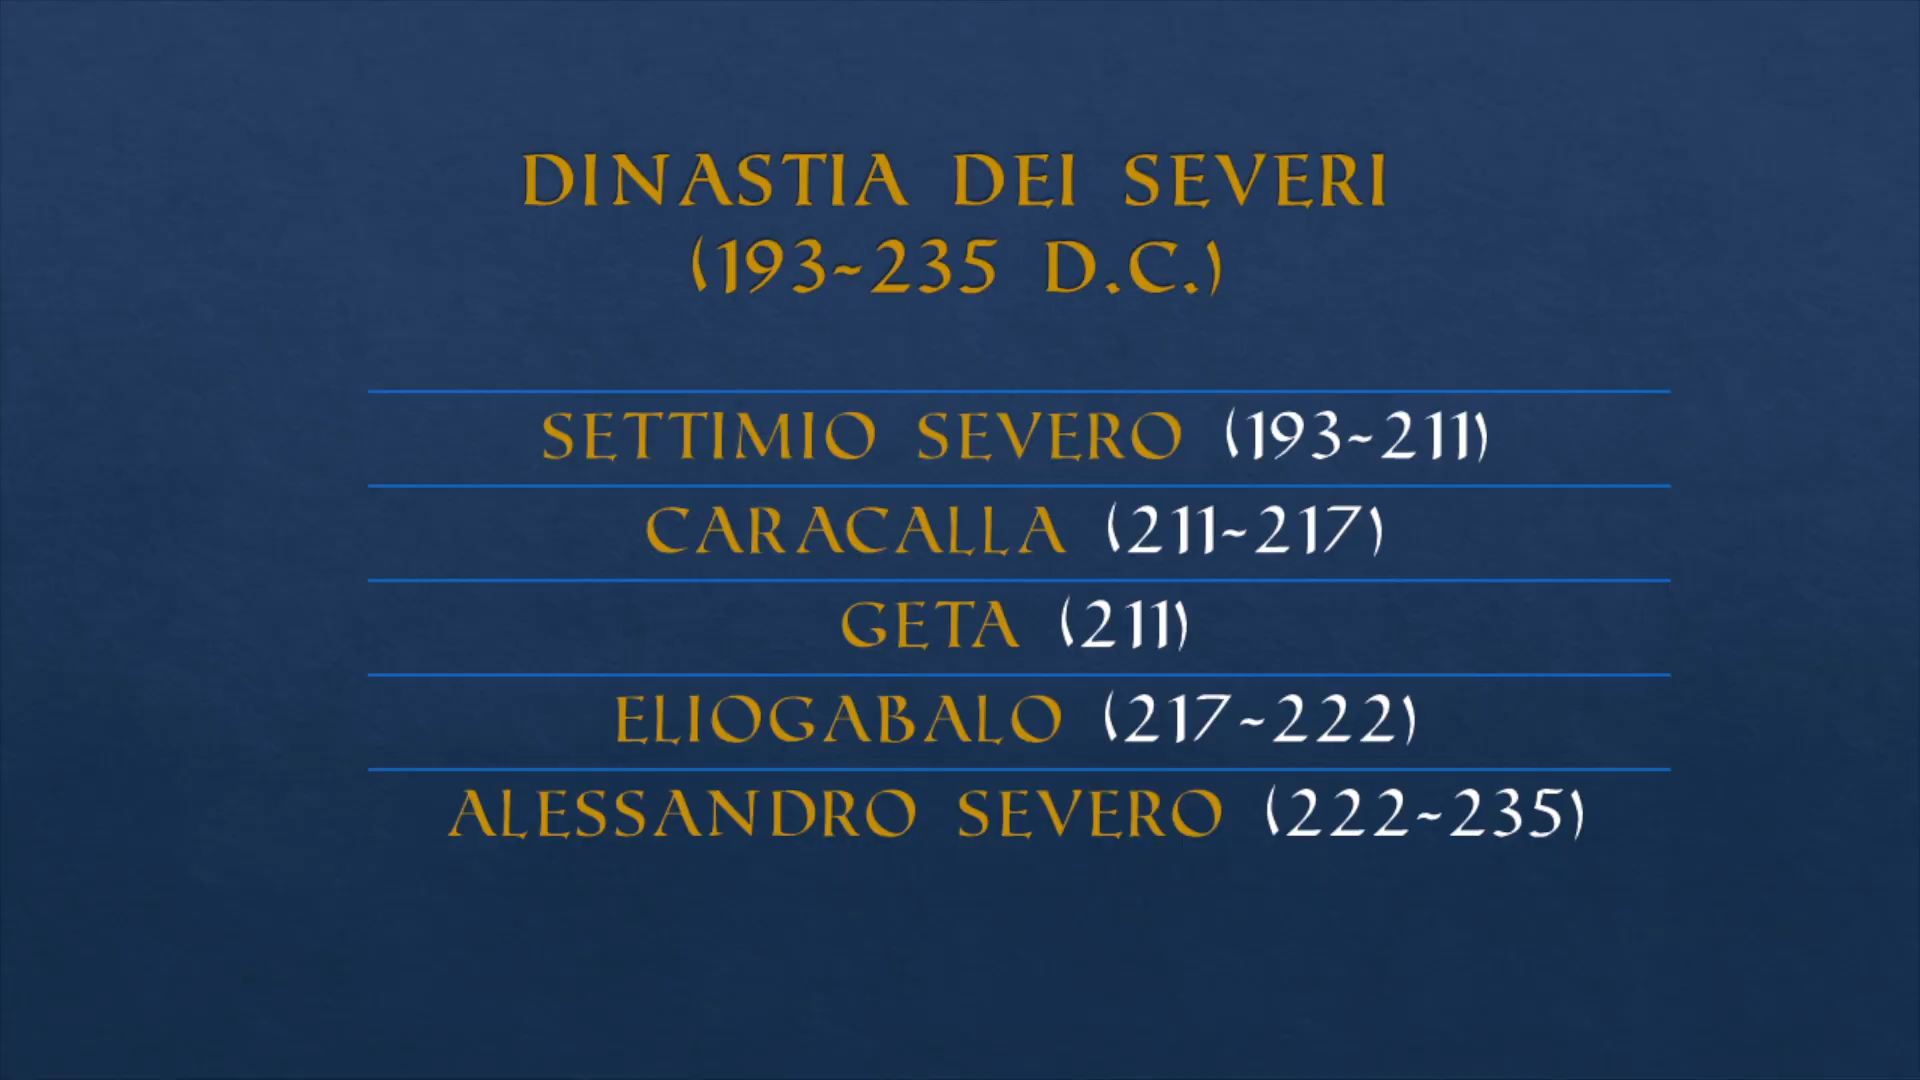 DINASTIA DEI SEVERI
(193~235 D.C.)
SETTIMIO SEVERO (193~211)
CARACALLA (211~217)
GETA (211)
ELIOGABALO (217~222)
ALESSANDRO SEVERO (222~235)